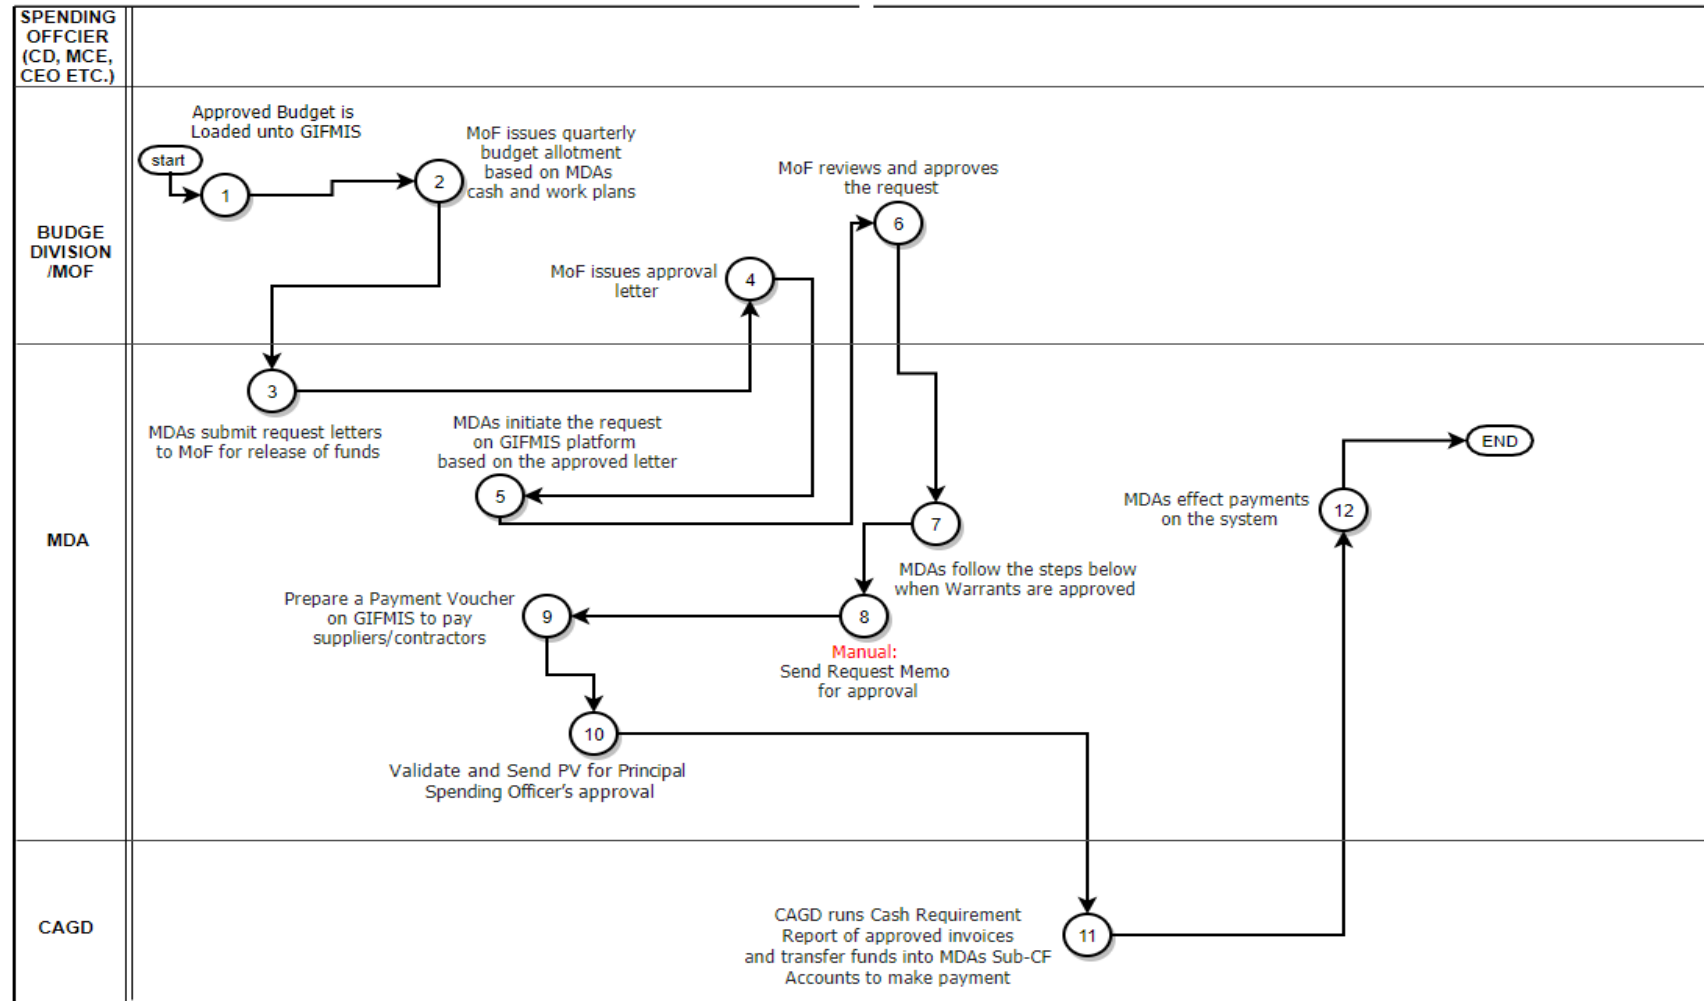 SPENDING
OFFCIER
(CD, MCE,
CEO ETC.)
BUDGE
DIVISION
/MOF
start
Approved Budget is
Loaded unto GIFMIS
1
2
MoF issues quarterly
budget allotment
based on MDAs
cash and work plans
MoF reviews and approves
the request
6
MoF issues approval
letter
4
MDA
3
MDAs submit request letters
to MoF for release of funds
MDAs initiate the request
on GIFMIS platform
based on the approved letter
5
7
MDAs follow the steps below
when Warrants are approved
8
Manual:
Send Request Memo
for approval
Prepare a Payment Voucher
on GIFMIS to pay
suppliers/contractors
9
10
Validate and Send PV for Principal
Spending Officer's approval
MDAs effect payments
on the system
12
END
CAGD
CAGD runs Cash Requirement
Report of approved invoices
and transfer funds into MDAs Sub-CF
Accounts to make payment
11